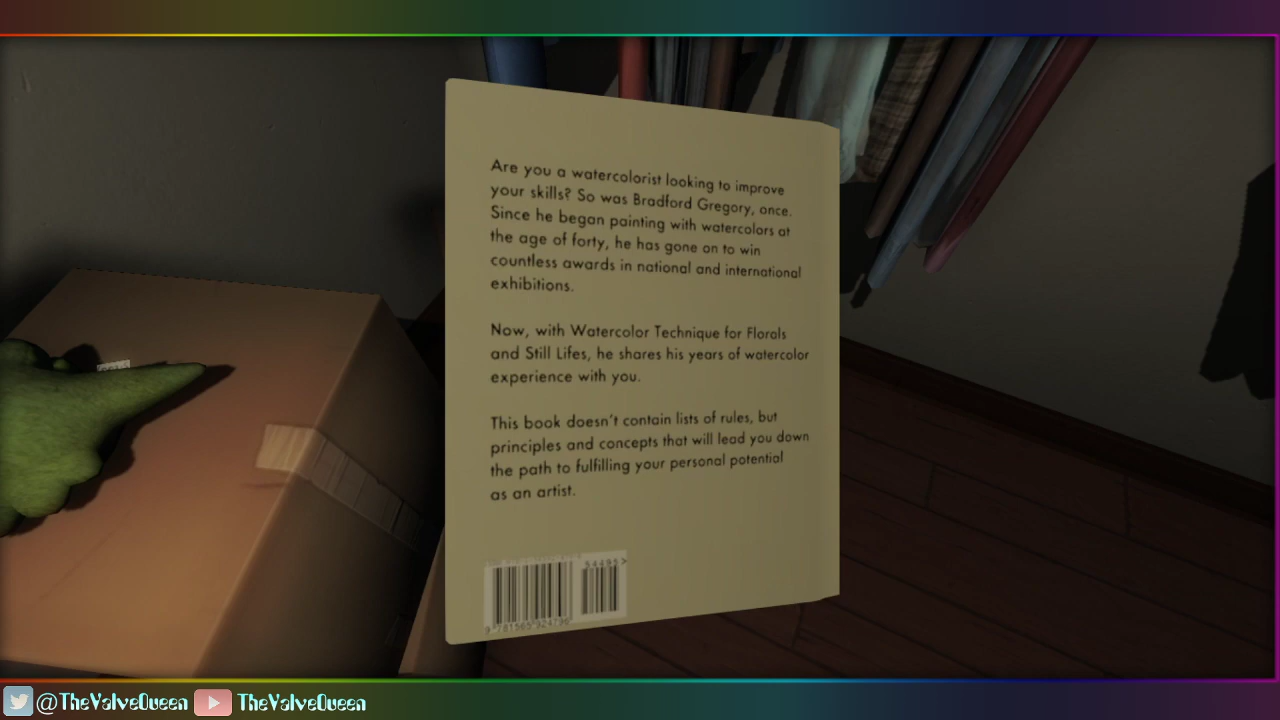 Are you a watercolorist looking to improve
your skills? So was Bradford Gregory, once.
Since he began painting with watercolors at
the age of forty, he has gone on to win
countless awards in national and international
exhibitions.
Now, with Watercolor Technique for Florals
and Still Lifes, he shares his years of watercolor
experience with you.
This book doesn't contain lists of rules, but
principles and concepts that will lead you down
the path to fulfilling your personal potential
as an artist.
54495>
9 781565 924796
@TheValveQueen TheValveQueen